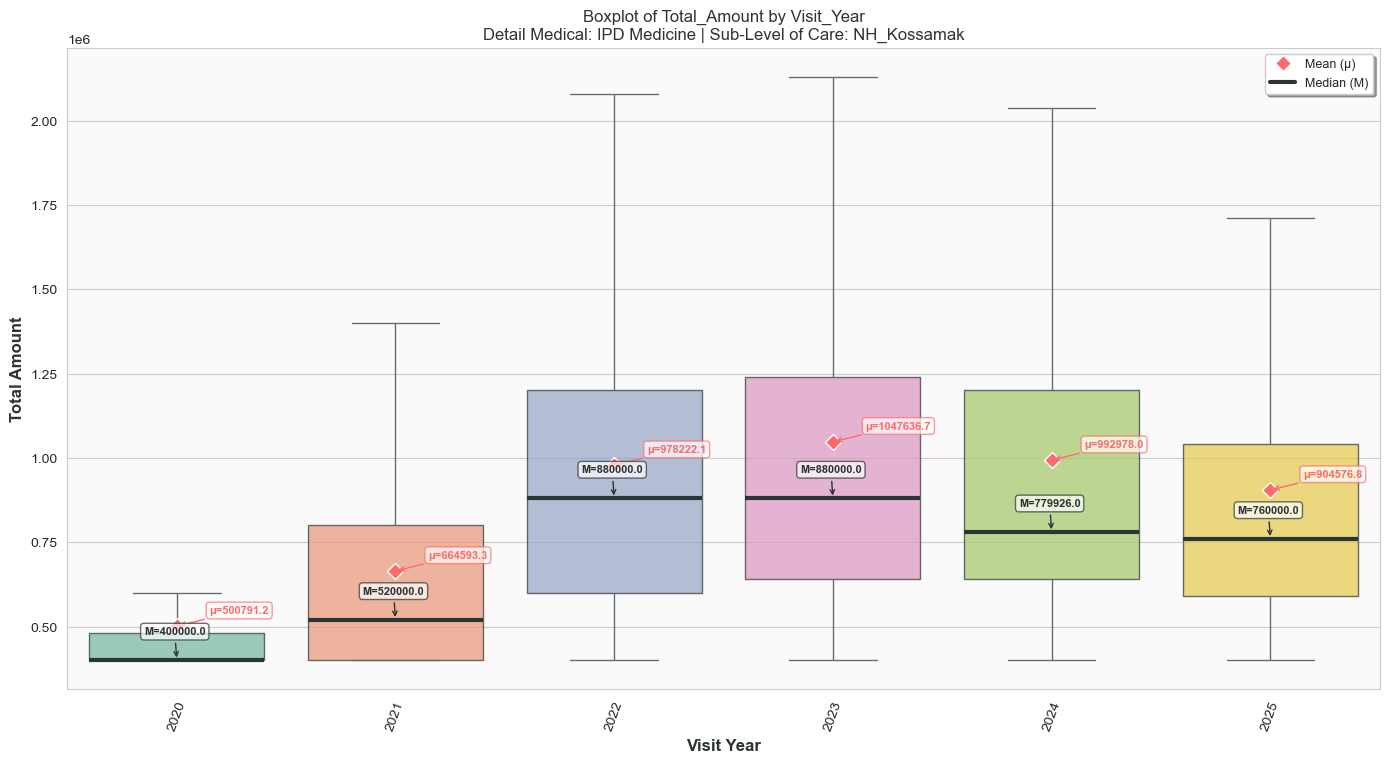 Boxplot of Total_Amount by Visit_Year
Detail Medical: IPD Medicine | Sub-Level of Care: NH_Kossamak
1e6
Mean (μ)
Median (M)
2.00
1.75
1.50
1.25
1.00
0.75
0.50
Total Amount
μ=500791.2
M=400000.0
μ=664593.3
M=520000.0
μ=978222.1
M=880000.0
μ=1047636.7
M=880000.0
μ=992978.0
M=779926.0
μ=904576.8
M=760000.0
2020
2021
2022
2023
2024
2025
Visit Year